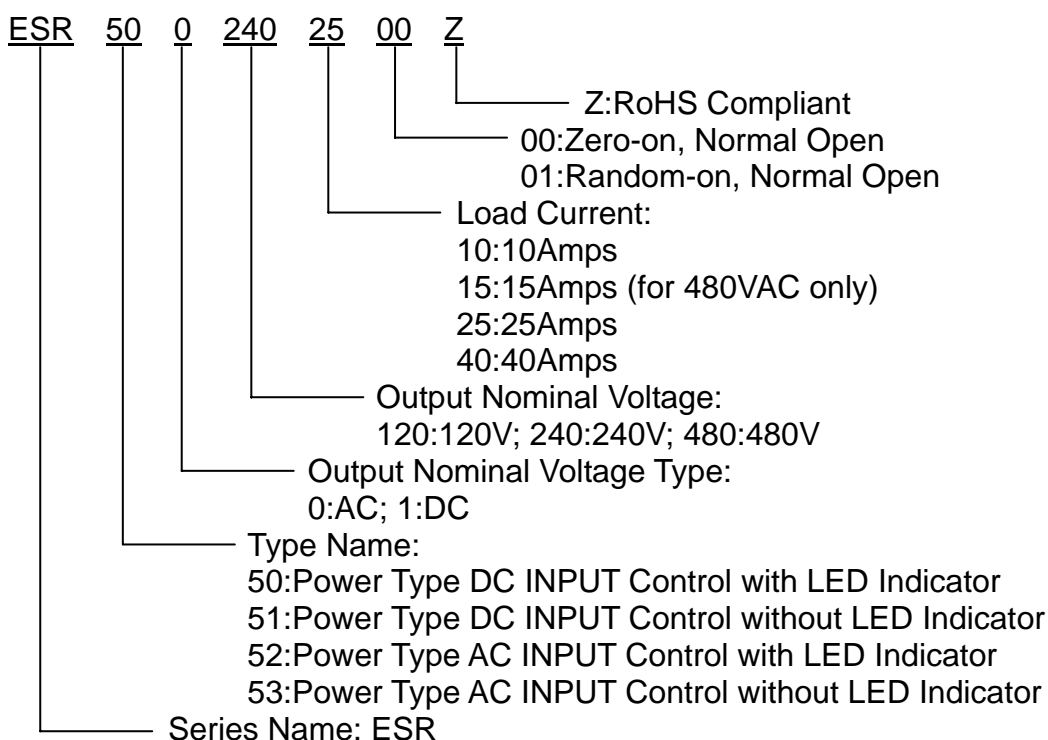 ESR 50 0 240 25 00 Z
Z:RoHS Compliant
00:Zero-on, Normal Open
01:Random-on, Normal Open
Load Current:
10:10Amps
15:15Amps (for 480VAC only)
25:25Amps
40:40Amps
Output Nominal Voltage:
120:120V; 240:240V; 480:480V
Output Nominal Voltage Type:
0:AC; 1:DC
Type Name:
50:Power Type DC INPUT Control with LED Indicator
51:Power Type DC INPUT Control without LED Indicator
52:Power Type AC INPUT Control with LED Indicator
53:Power Type AC INPUT Control without LED Indicator
Series Name: ESR